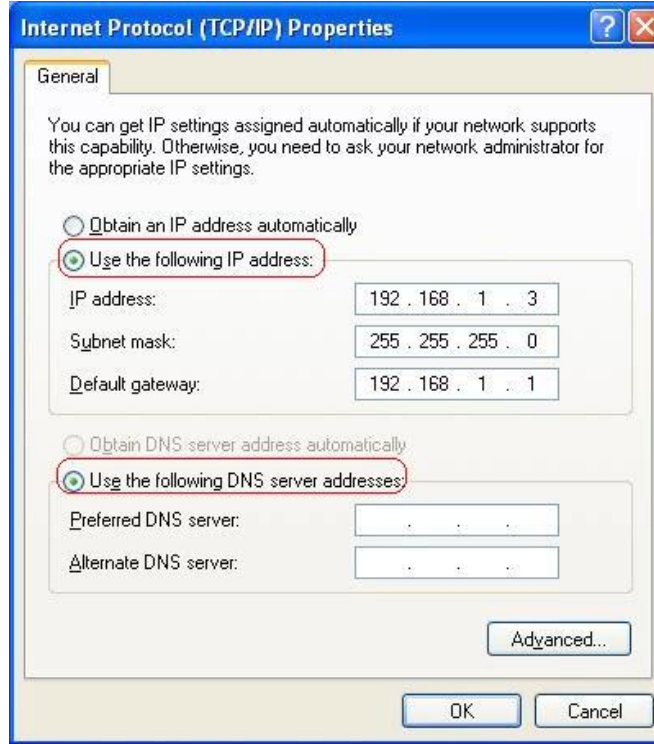 Internet Protocol (TCP/IP) Properties
General
You can get IP settings assigned automatically if your network supports
this capability. Otherwise, you need to ask your network administrator for
the appropriate IP settings.
Obtain an IP address automatically
Use the following IP address:
IP address: 192 . 168 . 1 . 3
Subnet mask: 255 . 255 . 255 . 0
Default gateway: 192 . 168 . 1 . 1
Obtain DNS server address automatically
Use the following DNS server addresses:
Preferred DNS server: . . .
Alternate DNS server: . . .
Advanced...
OK Cancel